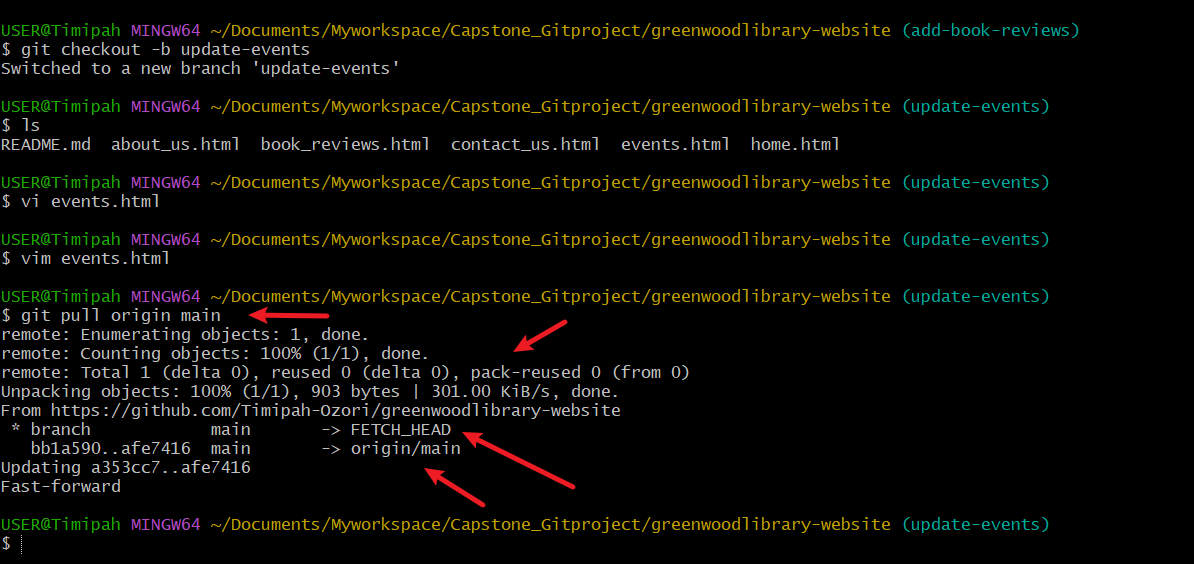 USER@Timipah MINGW64 ~/Documents/Myworkspace/Capstone_Gitproject/greenwoodlibrary-website (add-book-reviews)
$ git checkout -b update-events
Switched to a new branch 'update-events'
USER@Timipah MINGW64 ~/Documents/Myworkspace/Capstone_Gitproject/greenwoodlibrary-website (update-events)
$ ls
README.md  about_us.html  book_reviews.html  contact_us.html  events.html  home.html
USER@Timipah MINGW64 ~/Documents/Myworkspace/Capstone_Gitproject/greenwoodlibrary-website (update-events)
$ vi events.html
USER@Timipah MINGW64 ~/Documents/Myworkspace/Capstone_Gitproject/greenwoodlibrary-website (update-events)
$ vim events.html
USER@Timipah MINGW64 ~/Documents/Myworkspace/Capstone_Gitproject/greenwoodlibrary-website (update-events)
$ git pull origin main
remote: Enumerating objects: 1, done.
remote: Counting objects: 100% (1/1), done.
remote: Total 1 (delta 0), reused 0 (delta 0), pack-reused 0 (from 0)
Unpacking objects: 100% (1/1), 903 bytes | 301.00 KiB/s, done.
From https://github.com/Timipah-Ozori/greenwoodlibrary-website
 * branch            main       -> FETCH_HEAD
   bb1a590..afe7416  main       -> origin/main
Updating a353cc7..afe7416
Fast-forward
USER@Timipah MINGW64 ~/Documents/Myworkspace/Capstone_Gitproject/greenwoodlibrary-website (update-events)
$